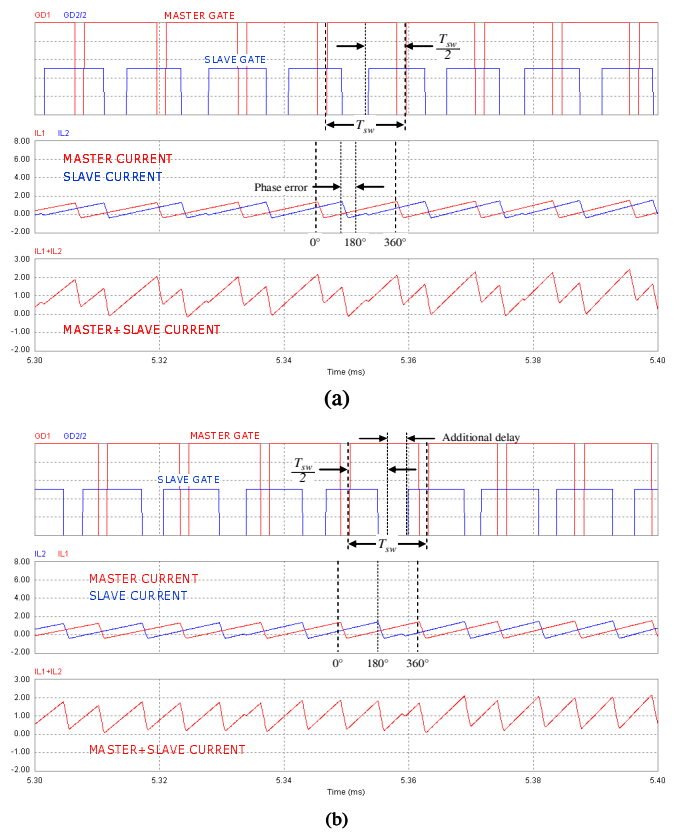 GD1 GD2/2
MASTER GATE
SLAVE GATE
T_sw
2
T_sw
IL1 IL2
8.00
6.00
4.00
2.00
0.00
-2.00
MASTER CURRENT
SLAVE CURRENT
Phase error
0° 180° 360°
IL1+IL2
3.00
2.00
1.00
0.00
-1.00
-2.00
MASTER+SLAVE CURRENT
5.30 5.32 5.34 5.36 5.38 5.40
Time (ms)
(a)
GD1 GD2/2
MASTER GATE
Additional delay
SLAVE GATE
T_sw
2
T_sw
IL2 IL1
8.00
6.00
4.00
2.00
0.00
-2.00
MASTER CURRENT
SLAVE CURRENT
0° 180° 360°
IL1+IL2
3.00
2.00
1.00
0.00
-1.00
-2.00
MASTER+SLAVE CURRENT
5.30 5.32 5.34 5.36 5.38 5.40
Time (ms)
(b)